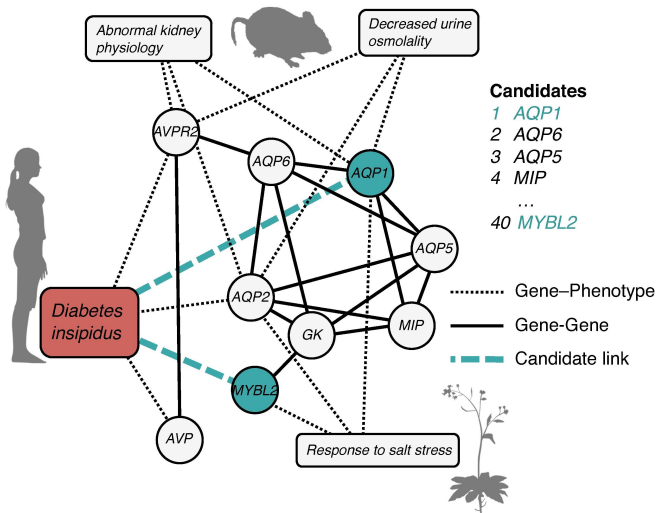 Abnormal kidney
physiology
Decreased urine
osmolality
Candidates
1 AQP1
2 AQP6
3 AQP5
4 MIP
...
40 MYBL2
AVPR2
AQP6
AQP1
AQP5
AQP2
GK
MIP
Diabetes
insipidus
MYBL2
AVP
Response to salt stress
Gene–Phenotype
Gene-Gene
Candidate link